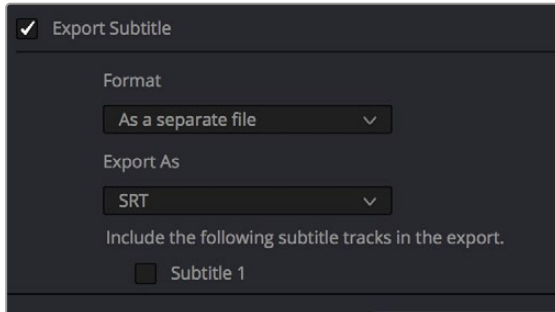 Export Subtitle
Format
As a separate file
Export As
SRT
Include the following subtitle tracks in the export.
Subtitle 1